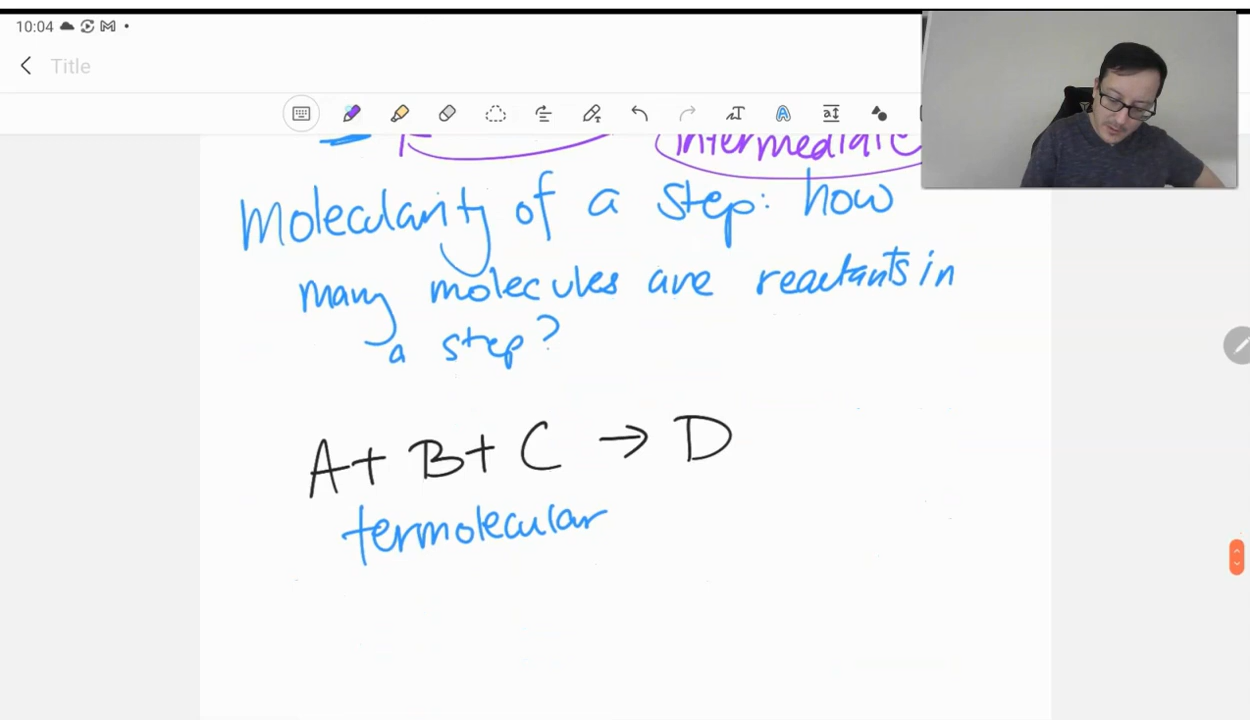 10:04
Title
Intermediate
Molecularity of a step: how
many molecules are reactants in
a step?
A + B + C → D
termolecular